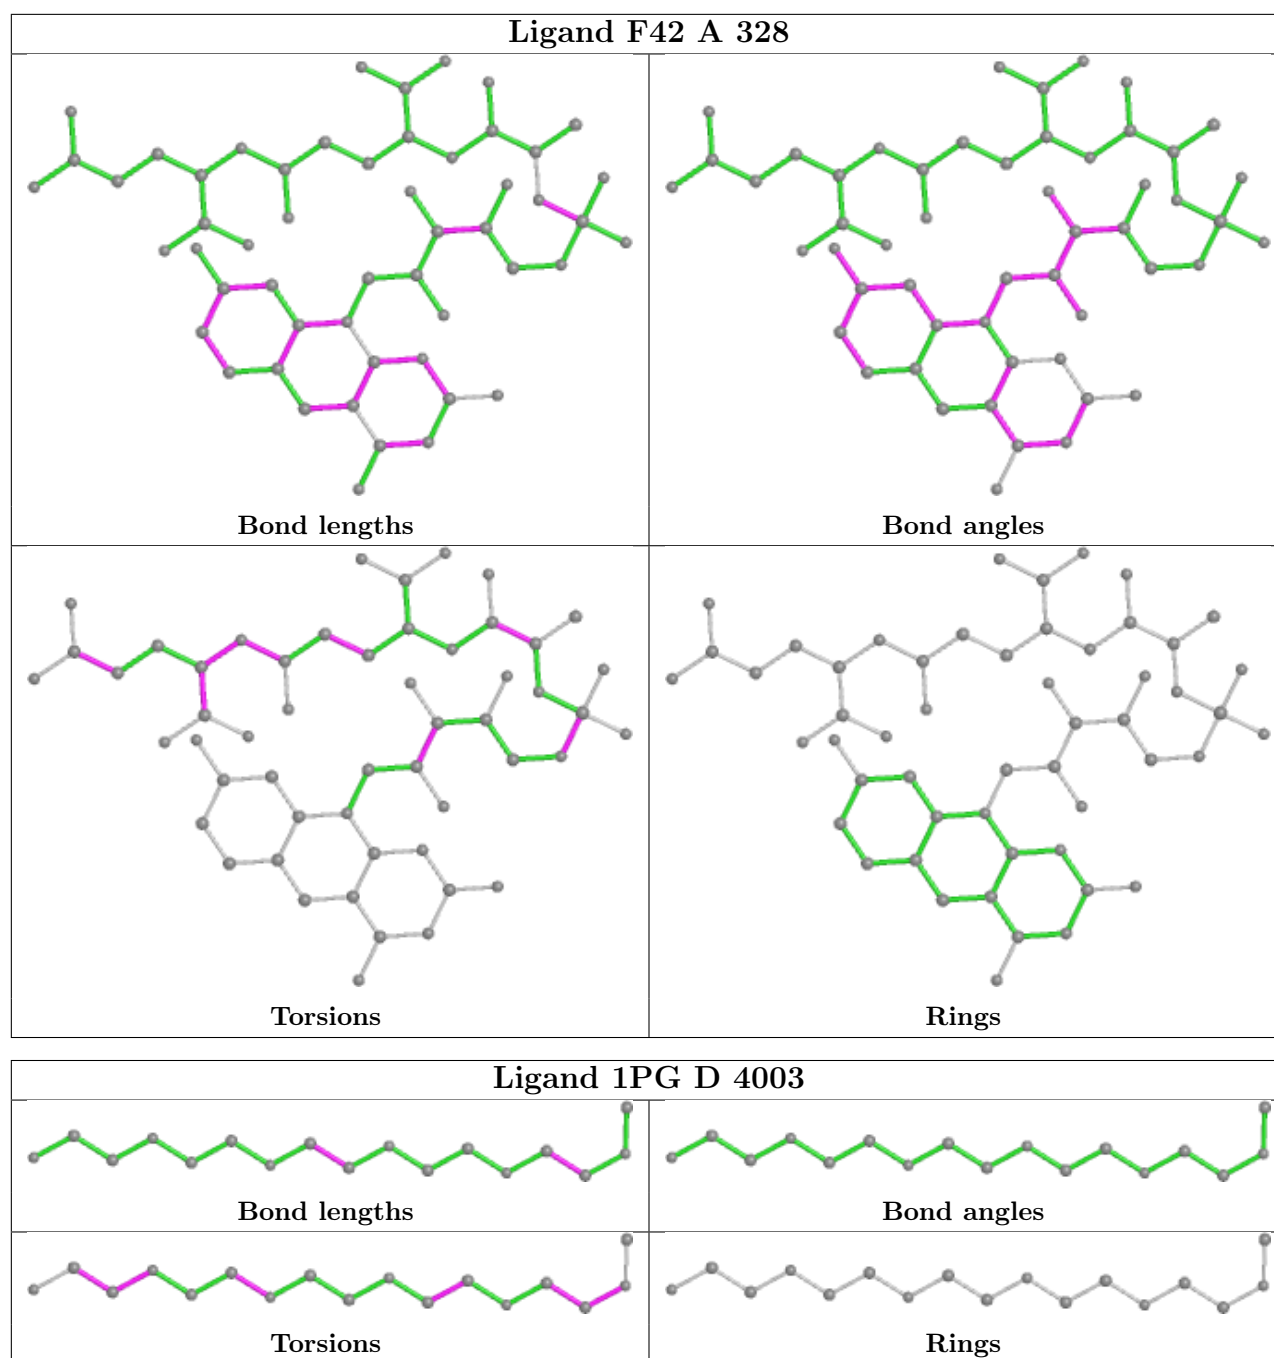 Ligand F42 A 328
Bond lengths
Bond angles
Torsions
Rings
Ligand 1PG D 4003
Bond lengths
Bond angles
Torsions
Rings